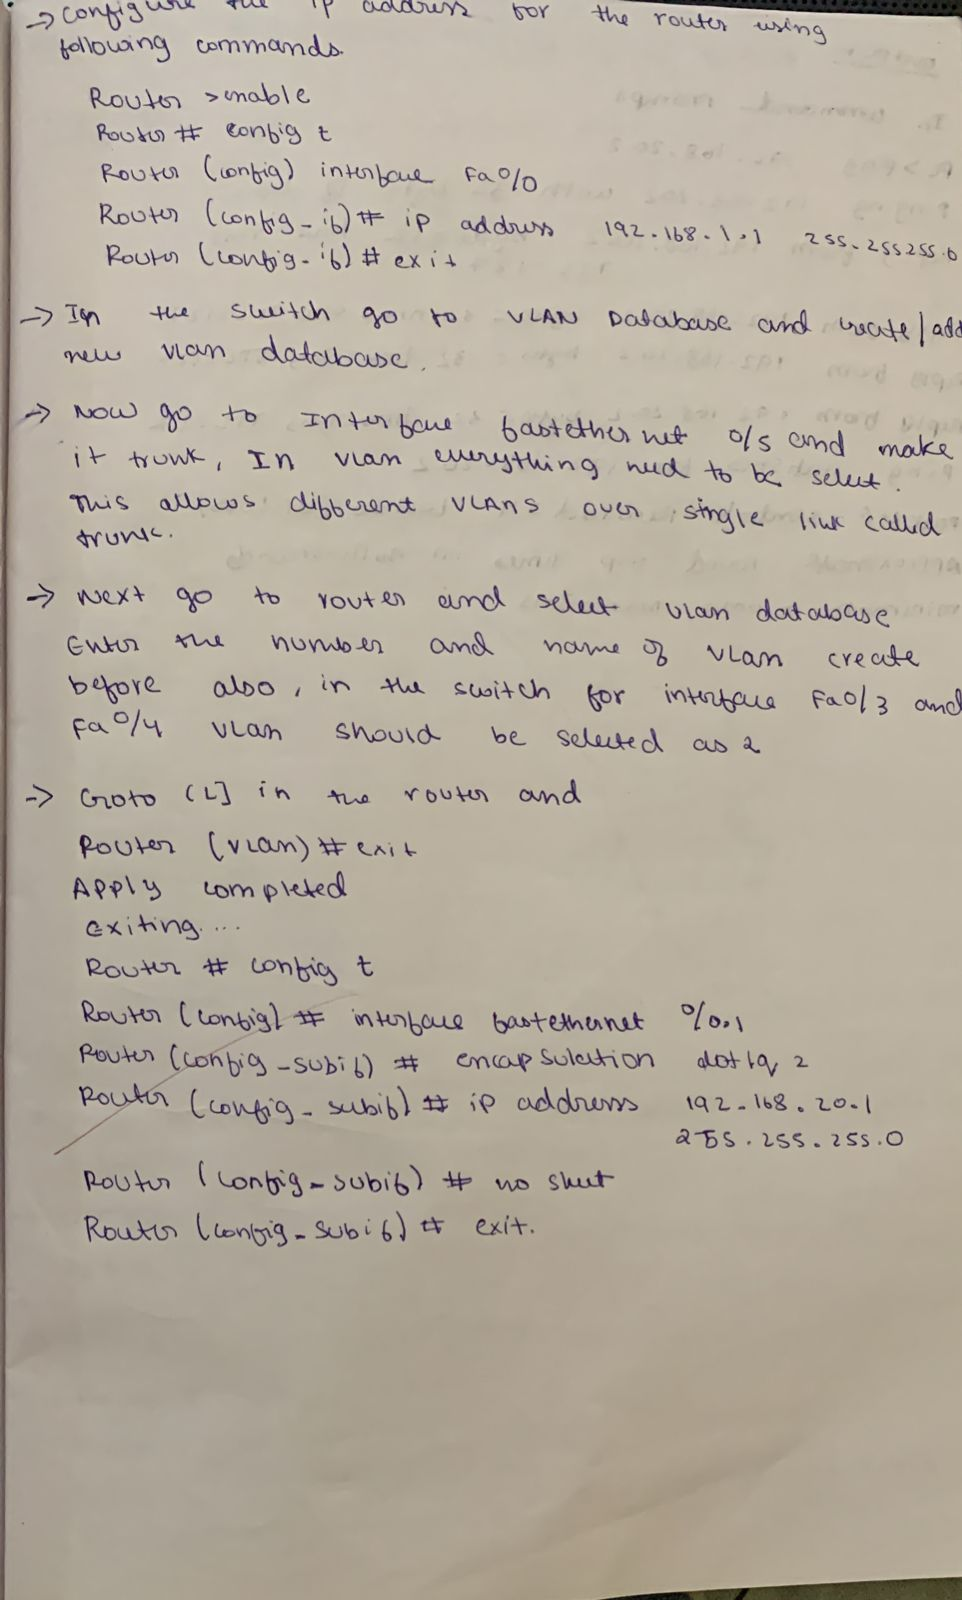 → configure the ip address for the router using
following commands.
Router >enable
Router # config t
Router (config) interface Fa0/0
Router (config-if)# ip address 192.168.1.1 255.255255.0
Router (config-if) # exit
→ In the switch go to VLAN DataBASE and create/add
new vlan database.
→ Now go to Interface fastethernet 0/5 and make
it trunk, In vlan everything need to be select.
This allows different VLANs over single link called
trunk.
→ Next go to router and select vlan database
Enter the number and name of vlan create
before also, in the switch for interface Fa0/3 and
Fa0/4 vlan should be selected as 2
→ Goto CLI in the router and
Router (vlan) # exit
APPly completed
exiting....
Router # config t
Router (config) # interface fastethernet 0/0.1
Router (config-subif) # encapsulation dot1q 2
Router (config-subif) # ip address 192.168.20.1
255.255.255.0
Router (config-subif) # no shut
Router (config-subif) # exit.